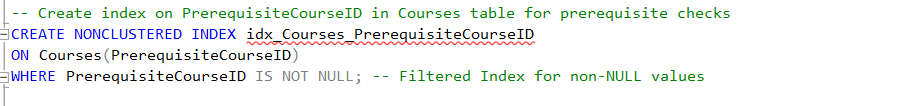 -- Create index on PrerequisiteCourseID in Courses table for prerequisite checks
CREATE NONCLUSTERED INDEX idx_Courses_PrerequisiteCourseID
ON Courses(PrerequisiteCourseID)
WHERE PrerequisiteCourseID IS NOT NULL; -- Filtered Index for non-NULL values